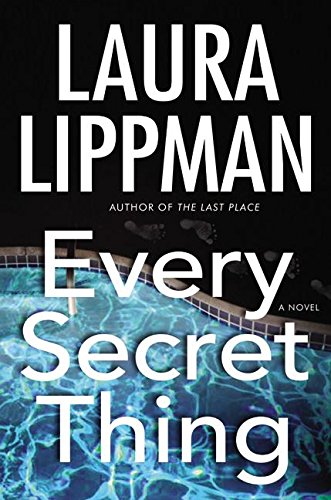 LAURA
LIPPMAN
AUTHOR OF THE LAST PLACE
Every
A NOVEL
Secret
Thing